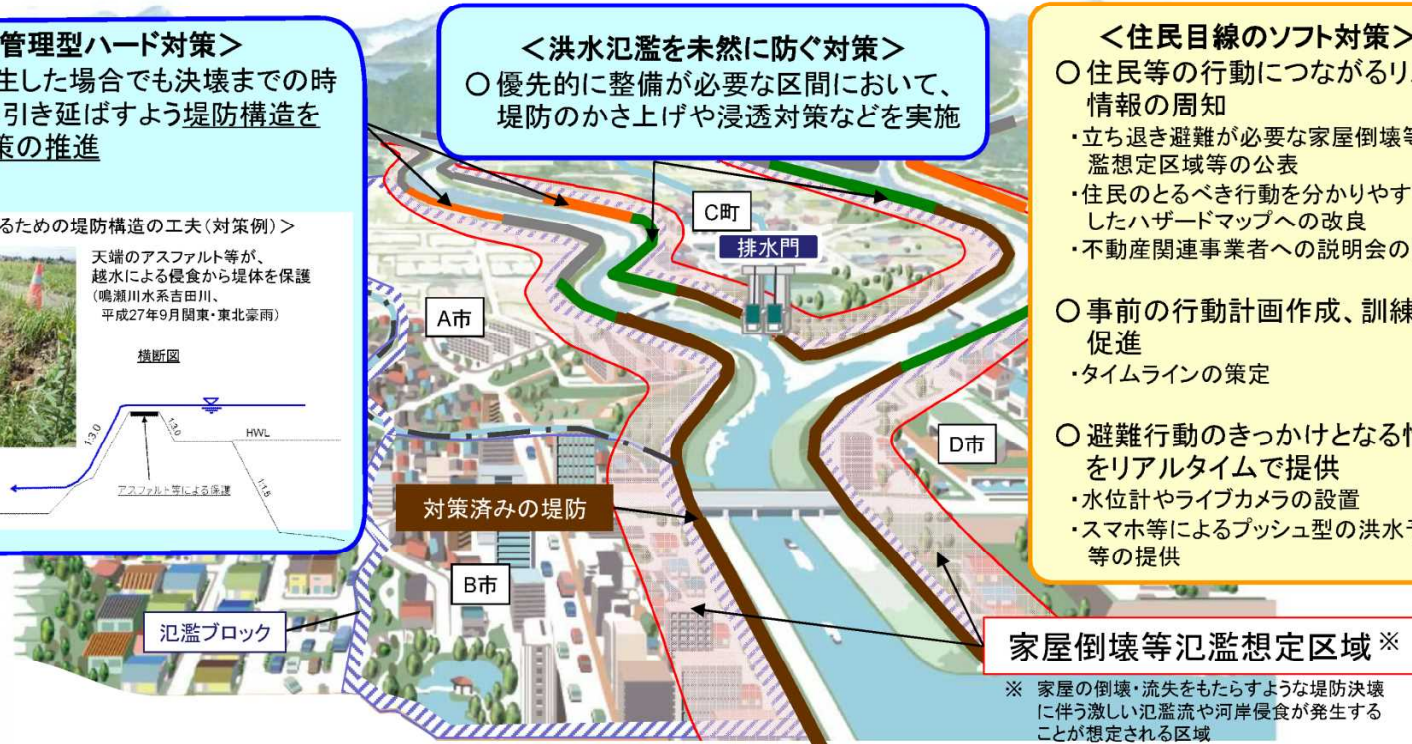 管理型ハード対策＞
生した場合でも決壊までの時
引き延ばすよう堤防構造を
策の推進
るための堤防構造の工夫(対策例)＞
天端のアスファルト等が、
越水による侵食から堤体を保護
(鳴瀬川水系吉田川、
平成27年9月関東・東北豪雨)
横断図
1:3.0
1:3.0
HWL
1:1.5
アスファルト等による保護
＜洪水氾濫を未然に防ぐ対策＞
○優先的に整備が必要な区間において、
堤防のかさ上げや浸透対策などを実施
C町
排水門
A市
D市
対策済みの堤防
B市
氾濫ブロック
＜住民目線のソフト対策＞
○住民等の行動につながるリ
情報の周知
・立ち退き避難が必要な家屋倒壊等
濫想定区域等の公表
・住民のとるべき行動を分かりやす
したハザードマップへの改良
・不動産関連事業者への説明会の
○事前の行動計画作成、訓練
促進
・タイムラインの策定
○避難行動のきっかけとなる
をリアルタイムで提供
・水位計やライブカメラの設置
・スマホ等によるプッシュ型の洪水
等の提供
家屋倒壊等氾濫想定区域※
※ 家屋の倒壊・流失をもたらすような堤防決壊
に伴う激しい氾濫流や河岸侵食が発生する
ことが想定される区域